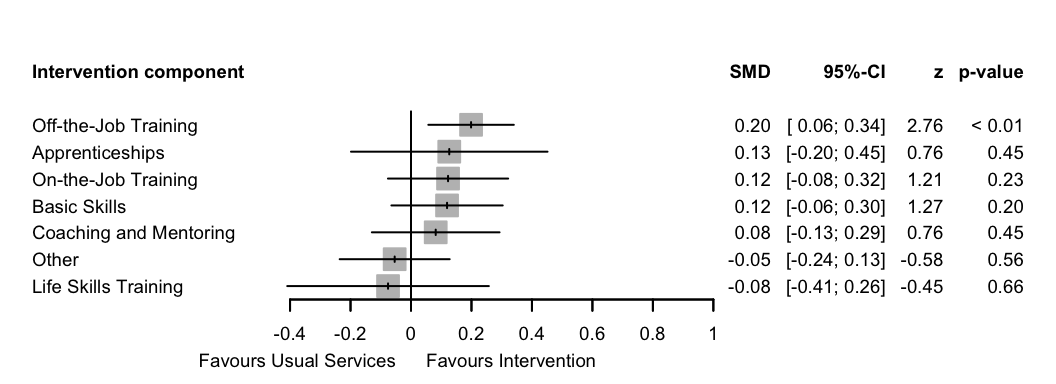 Intervention component SMD 95%-CI z p-value
Off-the-Job Training 0.20 [ 0.06; 0.34] 2.76 < 0.01
Apprenticeships 0.13 [-0.20; 0.45] 0.76 0.45
On-the-Job Training 0.12 [-0.08; 0.32] 1.21 0.23
Basic Skills 0.12 [-0.06; 0.30] 1.27 0.20
Coaching and Mentoring 0.08 [-0.13; 0.29] 0.76 0.45
Other -0.05 [-0.24; 0.13] -0.58 0.56
Life Skills Training -0.08 [-0.41; 0.26] -0.45 0.66
-0.4 -0.2 0 0.2 0.4 0.6 0.8 1
Favours Usual Services Favours Intervention